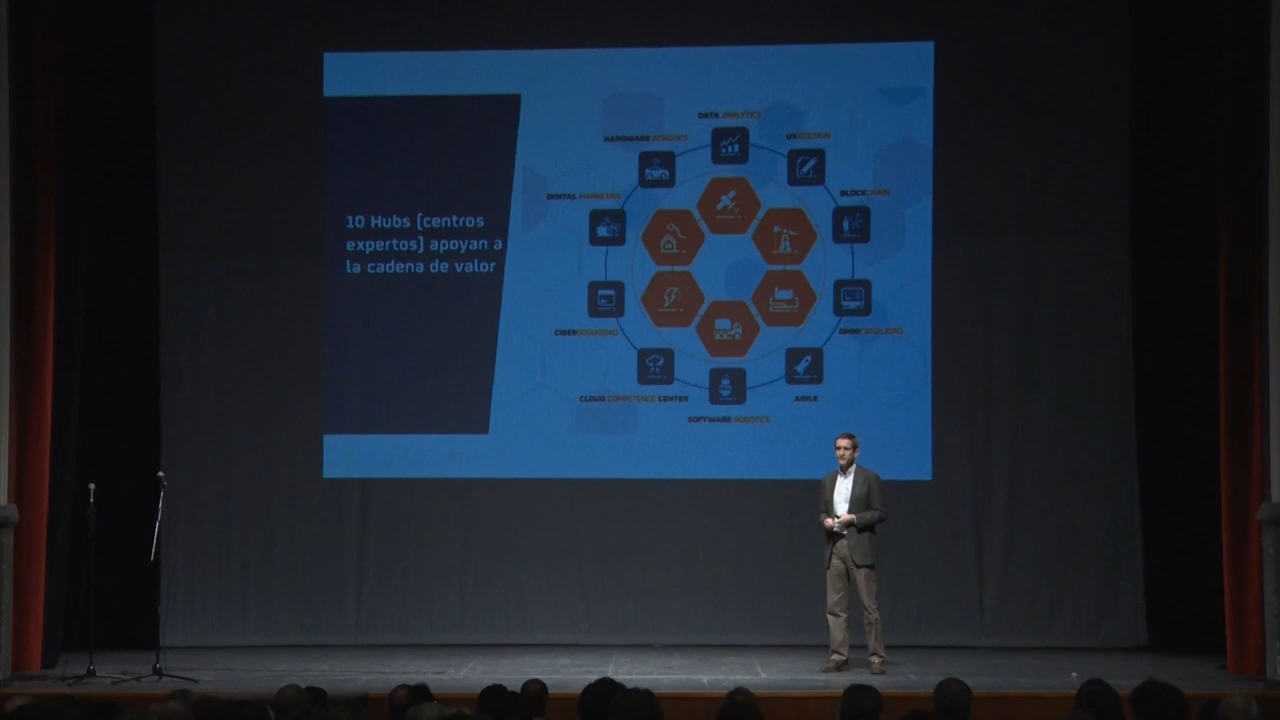 10 Hubs [centros
expertos] apoyan a
la cadena de valor
DATA ANALYTICS
HARDWARE ROBOTICS
UX&DESIGN
DIGITAL MARKETING
BLOCKCHAIN
CIBERSEGURIDAD
OMNICANALIDAD
CLOUD COMPETENCE CENTER
AGILE
SOFTWARE ROBOTICS